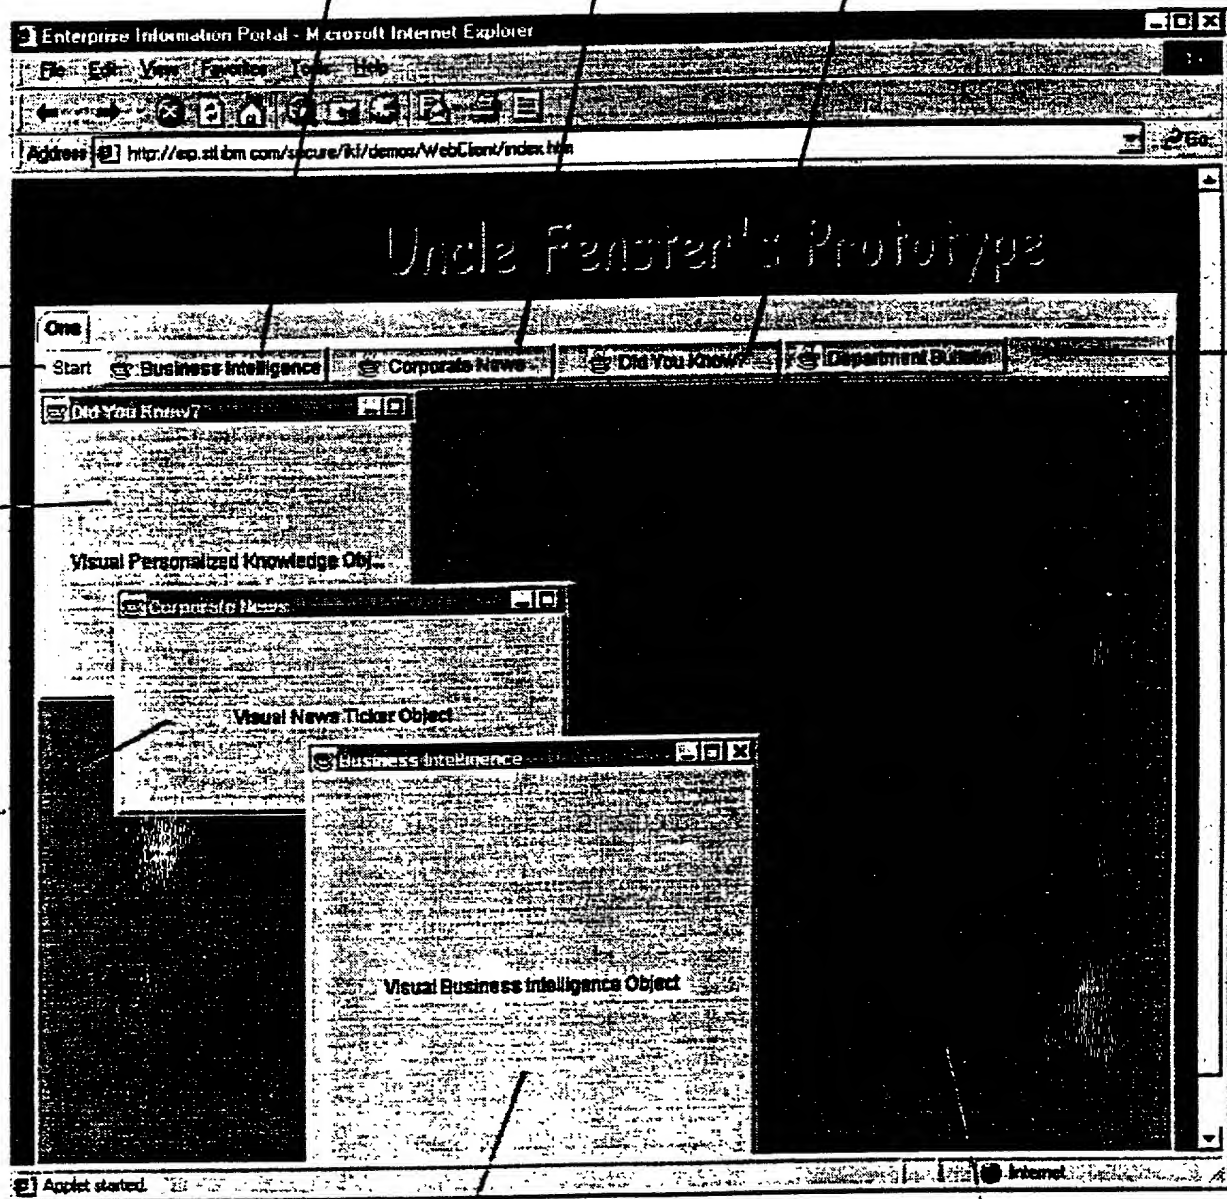 Enterprise Information Portal - Microsoft Internet Explorer
File Edit View Favorites Tools Help
Address http://eip.stl.ibm.com/secure/iki/demos/WebClient/index.htm Go
Uncle Fenster's Prototype
One
Start Business Intelligence Corporate News Did You Know? Department Bulletin
Did You Know?
Visual Personalized Knowledge Obj...
Corporate News
Visual News Ticker Object
Business Intelligence
Visual Business Intelligence Object
Applet started. Internet